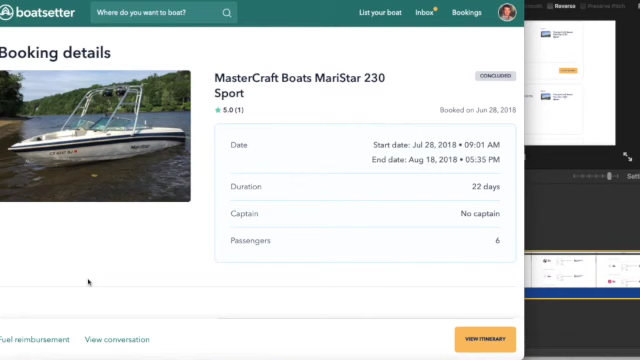 boatsetter
Where do you want to boat?
List your boat
Inbox
Bookings
Reverse
Preserve Pitch
Booking details
MasterCraft Boats MariStar 230
Sport
CONCLUDED
5.0 (1)
Booked on Jun 28, 2018
Date
Start date: Jul 28, 2018 • 09:01 AM
End date: Aug 18, 2018 • 05:35 PM
Duration
22 days
Captain
No captain
Passengers
6
Fuel reimbursement
View conversation
VIEW ITINERARY